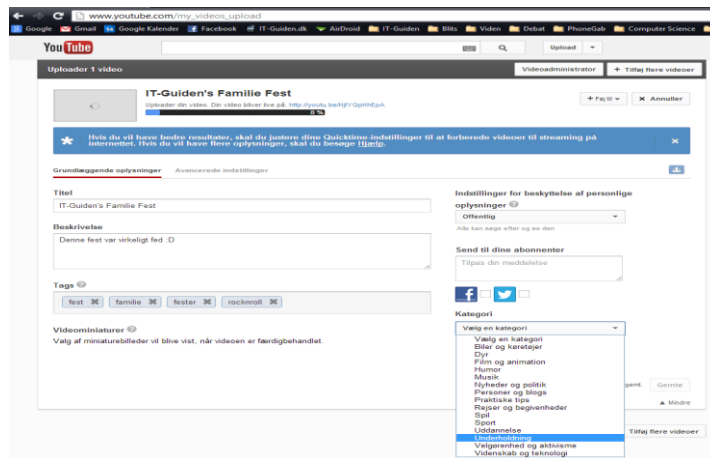 www.youtube.com/my_videos_upload
Google Gmail Google Kalender Facebook IT-Guiden.dk AirDroid IT-Guiden Blits Viden Debat PhoneGab Computer Science
YouTube Upload
Uploader 1 video Videoadministrator + Tilføj flere videoer
IT-Guiden's Familie Fest
+ Føj til Annuller
Uploader din video. Din video bliver live på:
0 %
Hvis du vil have bedre resultater, skal du justere dine Quicktime-indstillinger til at forberede videoer til streaming på
internettet. Hvis du vil have flere oplysninger, skal du besøge Hjælp.
Grundlæggende oplysninger Avancerede indstillinger
Titel
IT-Guiden's Familie Fest
Beskrivelse
Denne fest var virkeligt fed :D
Tags
fest familie fester rocknroll
Videominiaturer
Valg af miniaturebilleder vil blive vist, når videoen er færdigbehandlet.
Indstillinger for beskyttelse af personlige
oplysninger
Offentlig
Alle kan søge efter og se den
Send til dine abonnenter
Tilpas din meddelelse
Kategori
Vælg en kategori
Vælg en kategori
Biler og køretøjer
Dyr
Film og animation
Humor
Musik
Nyheder og politik
Personer og blogs
Praktiske tips
Rejser og begivenheder
Spil
Sport
Uddannelse
Underholdning
Velgørenhed og aktivisme
Videnskab og teknologi
gemt. Gemte
Mindre
Tilføj flere videoer